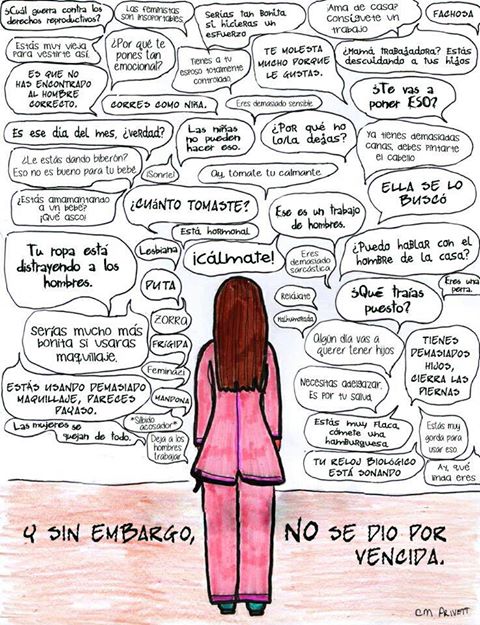 ¿Cuál guerra contra los
derechos reproductivos?
Las feministas
son insoportables
Serías tan bonita
si hicieras un
esfuerzo
Ama de casa?
Consíguete un
trabajo
FACHOSA
Estás muy vieja
para vestirte así.
¿Por qué te
pones tan
emocional?
Tienes a tu
esposo totalmente
controlado
TE MOLESTA
MUCHO PORQUE
LE GUSTAS.
¿Mamá trabajadora? Estás
descuidando a tus hijos
ES QUE NO
HAS ENCONTRADO
AL HOMBRE
CORRECTO.
CORRES COMO NIÑA.
Eres demasiado sensible
¿Te vas a
poner ESO?
Es ese día del mes, ¿verdad?
Las niñas
no pueden
hacer eso.
¿Por qué no
lo/la dejas?
Ya tienes demasiadas
canas, debes pintarte
el cabello
¿Le estás dando biberón?
Eso no es bueno para tu bebé
¡Sonríe!
Ay, tómate tu calmante
ELLA SE LO
BUSCÓ
¿Estás amamantando
a un bebé?
¡Qué asco!
¿CUÁNTO TOMASTE?
Ese es un trabajo
de hombres.
Está hormonal
Tu ropa está
distrayendo a los
hombres.
Lesbiana
¡Cálmate!
Eres
demasiado
sarcástica
¿Puedo hablar con el
hombre de la casa?
PUTA
Relájate
¿Qué traías
puesto?
Eres una
perra.
Serías mucho más
bonita si usaras
maquillaje.
ZORRA
Malhumorada
FRÍGIDA
Algún día vas a
querer tener hijos
TIENES
DEMASIADOS
HIJOS,
CIERRA LAS
PIERNAS
Feminazi
ESTÁS USANDO DEMASIADO
MAQUILLAJE, PARECES
PAYASO.
MANDONA
Necesitas adelgazar.
Es por tu salud.
Las mujeres se
quejan de todo.
*Silbido
acosador*
Estás muy flaca,
cómete una
hamburguesa
Estás muy
gorda para
usar eso.
Deja a los
hombres
trabajar
TU RELOJ BIOLÓGICO
ESTÁ SONANDO
Ay, qué
linda eres
Y SIN EMBARGO, NO SE DIO POR
VENCIDA.
CM PRIVETT